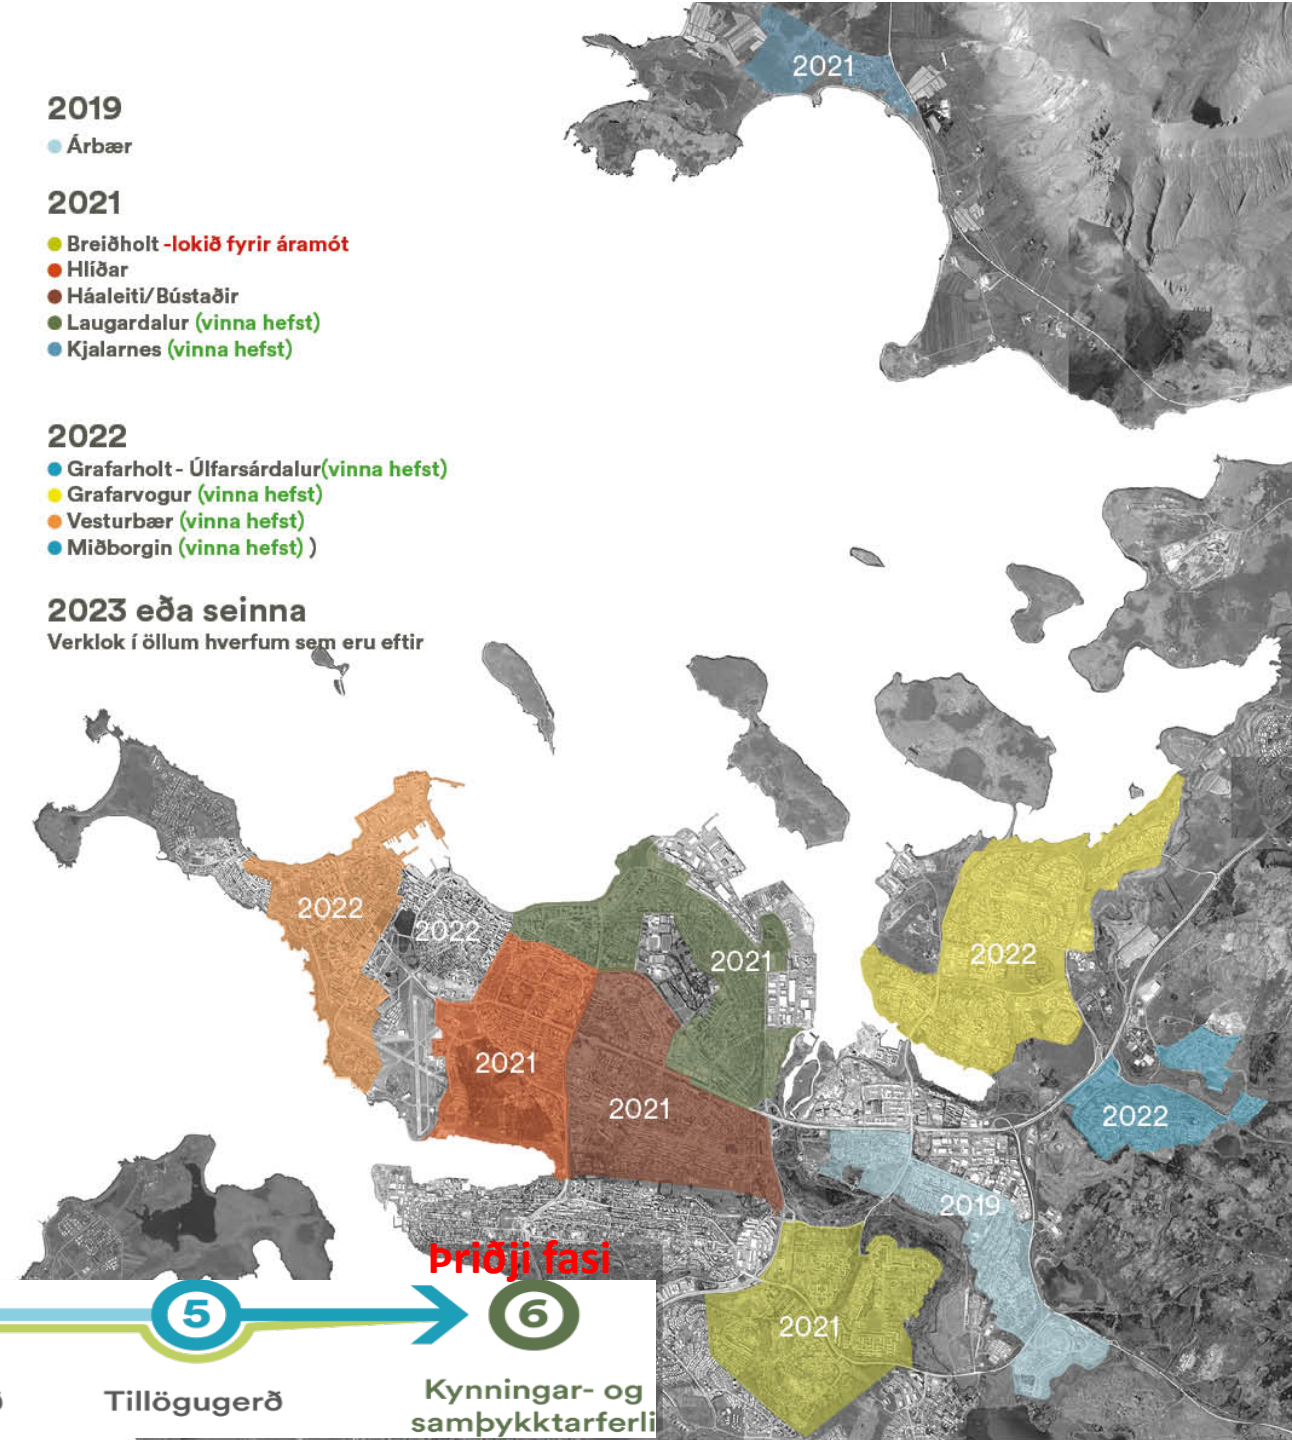 2019
Árbær
2021
Breiðholt -lokið fyrir áramót
Hlíðar
Háaleiti/Bústaðir
Laugardalur (vinna hefst)
Kjalarnes (vinna hefst)
2022
Grafarholt - Úlfarsárdalur(vinna hefst)
Grafarvogur (vinna hefst)
Vesturbær (vinna hefst)
Miðborgin (vinna hefst) )
2023 eða seinna
Verklok í öllum hverfum sem eru eftir
2021
2022
2022
2021
2022
2021
2021
2022
2019
2021
Þriðji fasi
5
6
ð
Tillögugerð
Kynningar- og
samþykktarferli